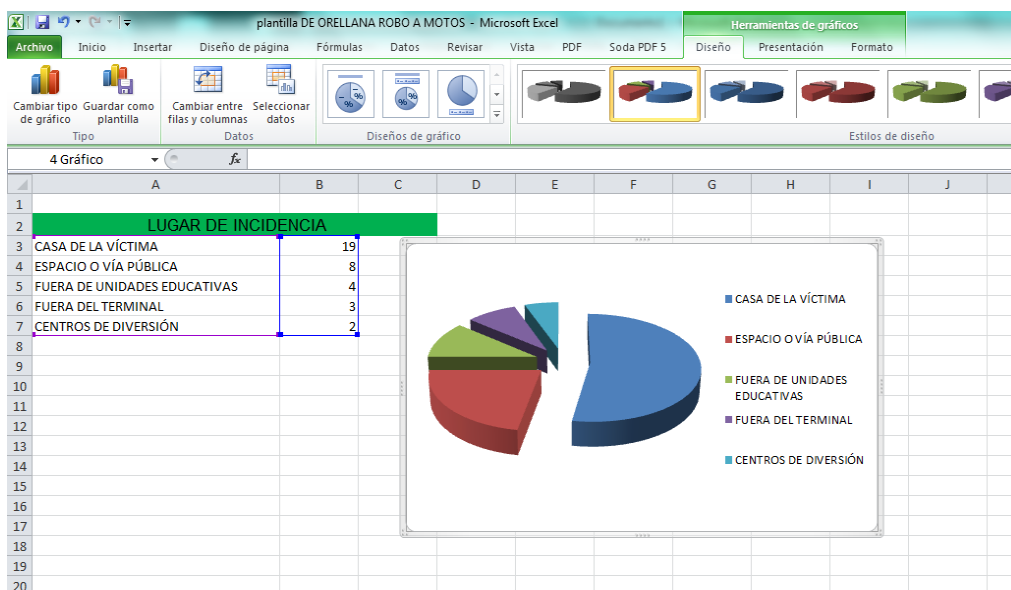 plantilla DE ORELLANA ROBO A MOTOS - Microsoft Excel
Herramientas de gráficos
Archivo Inicio Insertar Diseño de página Fórmulas Datos Revisar Vista PDF Soda PDF 5 Diseño Presentación Formato
Cambiar tipo de gráfico
Guardar como plantilla
Cambiar entre filas y columnas
Seleccionar datos
Tipo Datos Diseños de gráfico Estilos de diseño
4 Gráfico fx
A B C D E F G H I J
1
2 LUGAR DE INCIDENCIA
3 CASA DE LA VÍCTIMA 19
4 ESPACIO O VÍA PÚBLICA 8
5 FUERA DE UNIDADES EDUCATIVAS 4
6 FUERA DEL TERMINAL 3
7 CENTROS DE DIVERSIÓN 2
8
9
10
11
12
13
14
15
16
17
18
19
20
CASA DE LA VÍCTIMA
ESPACIO O VÍA PÚBLICA
FUERA DE UNIDADES
EDUCATIVAS
FUERA DEL TERMINAL
CENTROS DE DIVERSIÓN